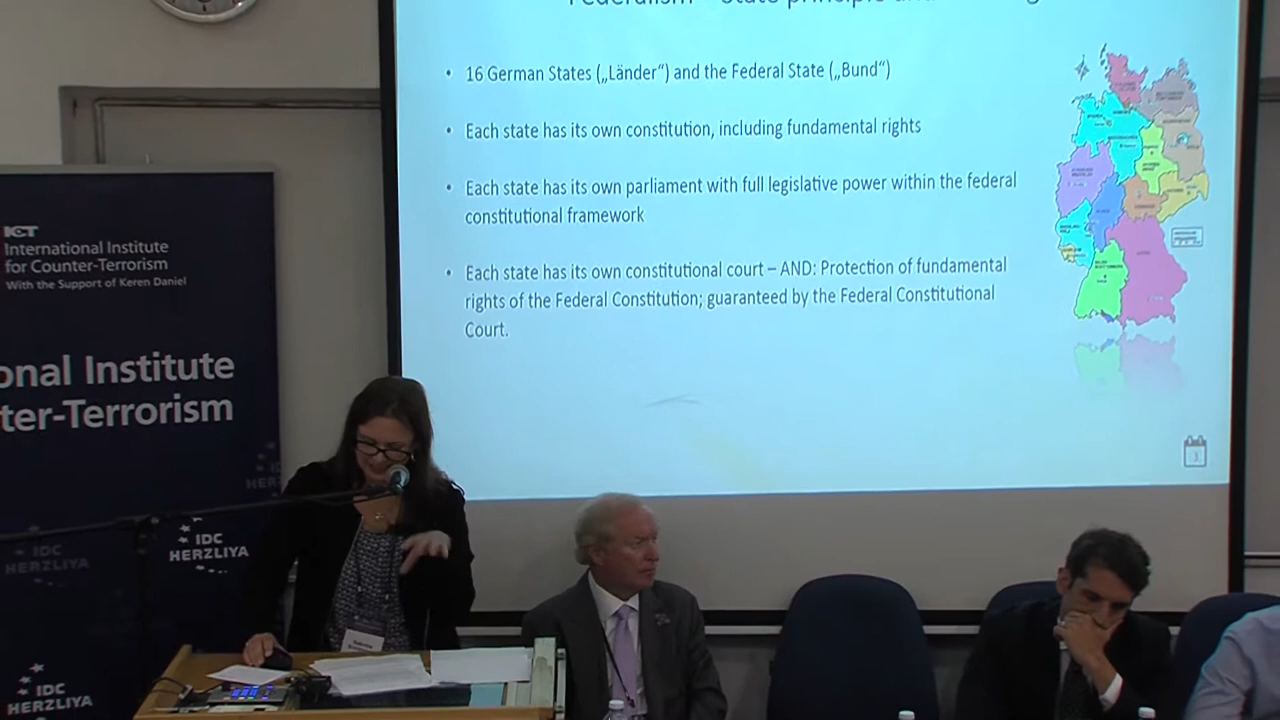 16 German States („Länder“) and the Federal State („Bund“)
Each state has its own constitution, including fundamental rights
Each state has its own parliament with full legislative power within the federal
constitutional framework
Each state has its own constitutional court – AND: Protection of fundamental
rights of the Federal Constitution; guaranteed by the Federal Constitutional
Court.
3
ICT
International Institute
for Counter-Terrorism
With the Support of Keren Daniel
onal Institute
ter-Terrorism
IDC
HERZLIYA
IDC
HERZLIYA
IDC
HERZLIYA